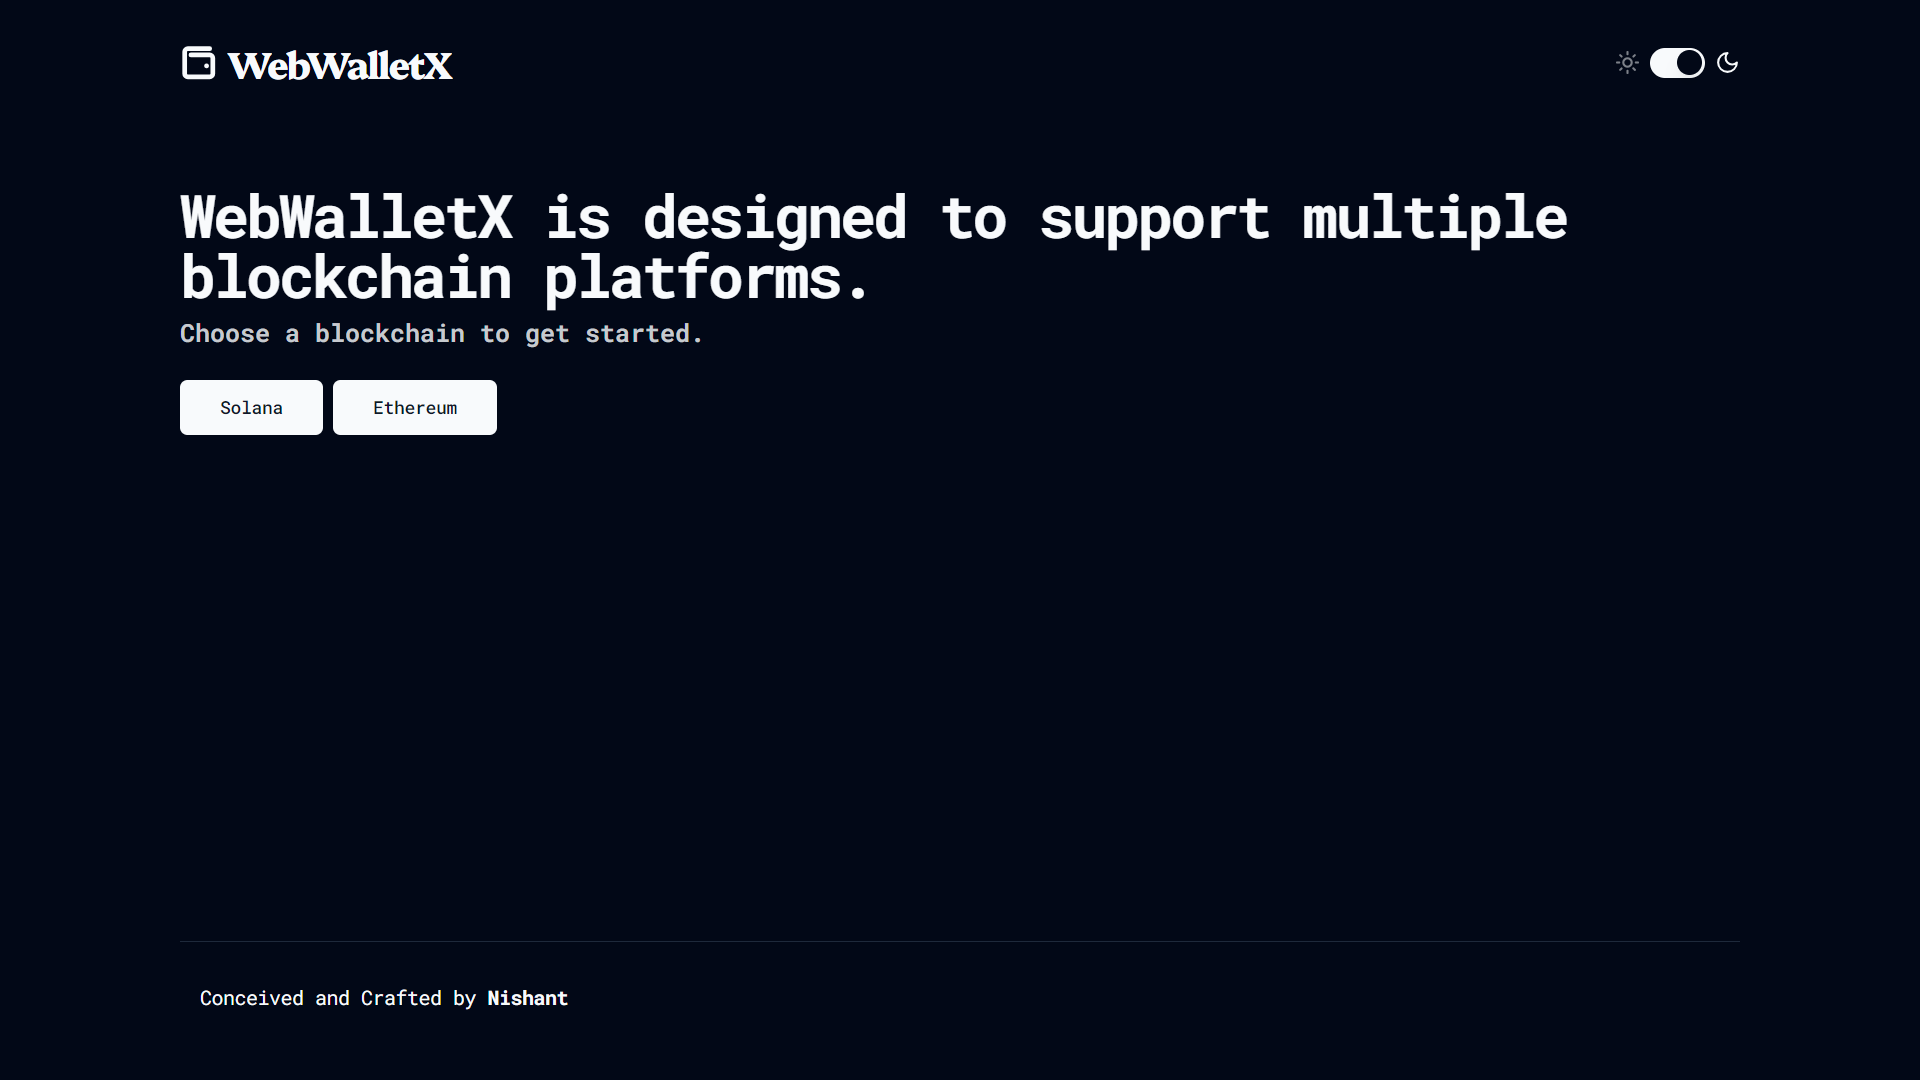 WebWalletX
WebWalletX is designed to support multiple
blockchain platforms.
Choose a blockchain to get started.
Solana
Ethereum
Conceived and Crafted by Nishant